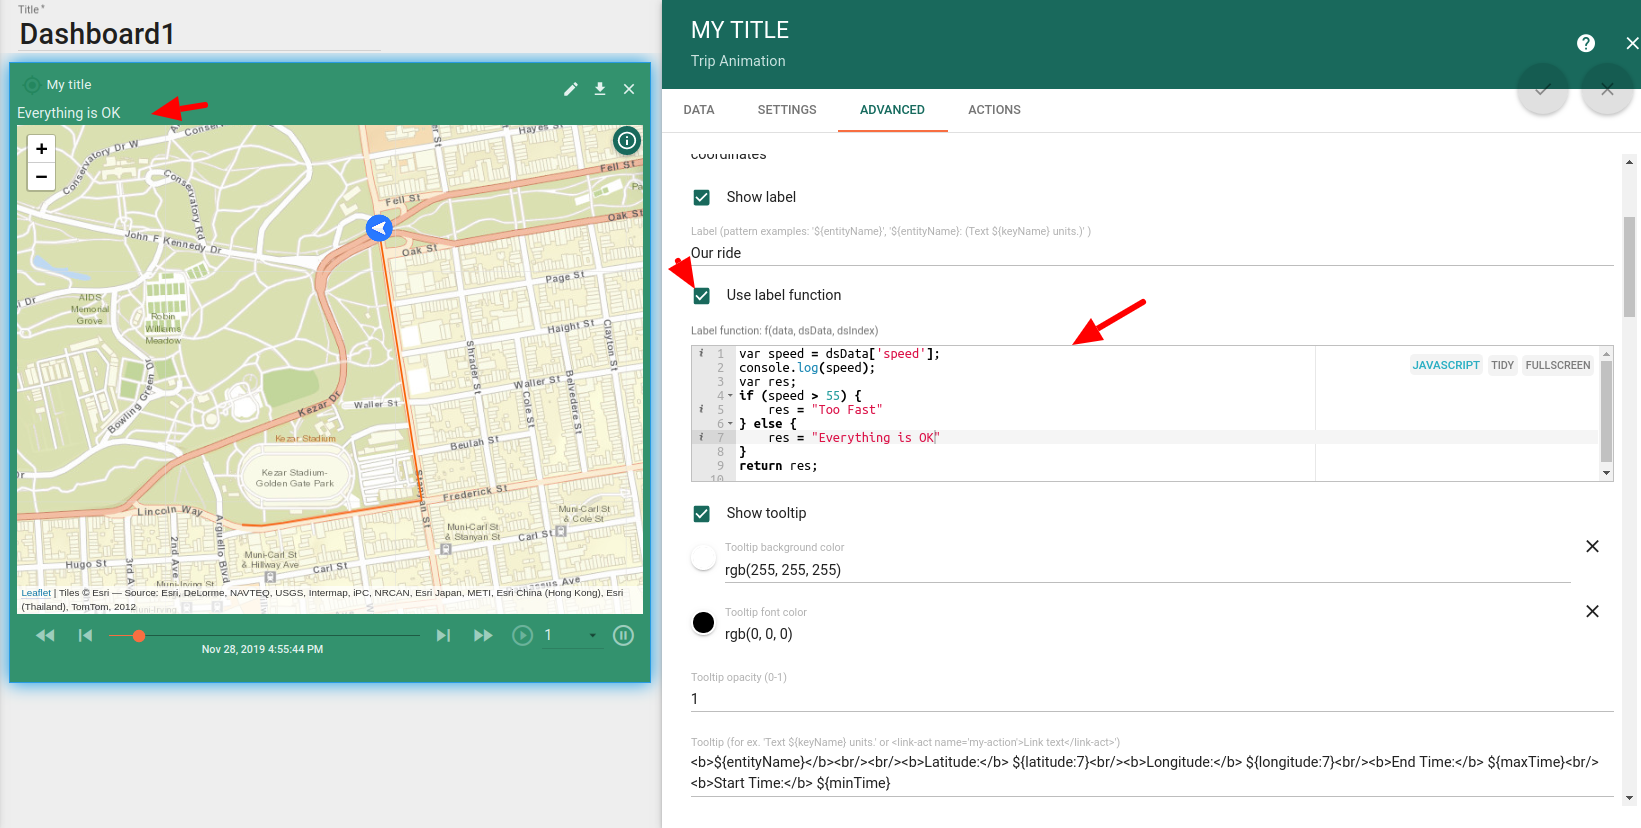 Title *
Dashboard1
My title
Everything is OK
+
−
Conservatory Dr W
Hayes St
Fell St
Conservatory Rd
Fell St
Oak St
John F Kennedy Dr
Oak St
Page St
AIDS
Memorial
Grove
Robin
Williams
Meadow
Haight St
Clayton St
Shrader St
Waller St
Cole St
Belvedere St
Bowling Green Dr
Kezar Dr
Waller St
Kezar Stadium
Beulah St
Kezar Stadium-
Golden Gate Park
Stanyan St
Frederick St
Lincoln Way
Arguello Blvd
Muni-Carl St
& Stanyan St
Muni-Carl St
& Cole St
Carl St
2nd Ave
3rd A
Muni-Carl St
& Hillway Ave
Hugo St
Muni-Irving St
Leaflet | Tiles © Esri — Source: Esri, DeLorme, NAVTEQ, USGS, Intermap, iPC, NRCAN, Esri Japan, METI, Esri China (Hong Kong), Esri
(Thailand), TomTom, 2012
1
Nov 28, 2019 4:55:44 PM
MY TITLE
Trip Animation
DATA SETTINGS ADVANCED ACTIONS
coordinates
Show label
Label (pattern examples: '${entityName}', '${entityName}: (Text ${keyName} units.)' )
Our ride
Use label function
Label function: f(data, dsData, dsIndex)
JAVASCRIPT TIDY FULLSCREEN
1 var speed = dsData['speed'];
2 console.log(speed);
3 var res;
4 if (speed > 55) {
5 res = "Too Fast"
6 } else {
7 res = "Everything is OK"
8 }
9 return res;
10
Show tooltip
Tooltip background color
rgb(255, 255, 255)
Tooltip font color
rgb(0, 0, 0)
Tooltip opacity (0-1)
1
Tooltip (for ex. 'Text ${keyName} units.' or <link-act name='my-action'>Link text</link-act>')
<b>${entityName}</b><br/><br/><b>Latitude:</b> ${latitude:7}<br/><b>Longitude:</b> ${longitude:7}<br/><b>End Time:</b> ${maxTime}<br/>
<b>Start Time:</b> ${minTime}